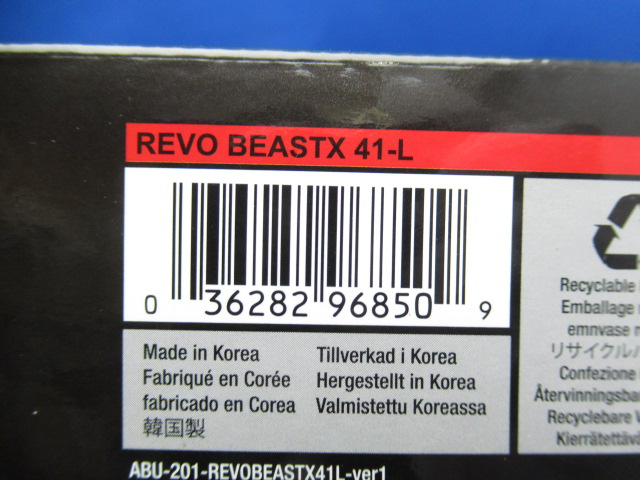 REVO BEASTX 41-L
0 36282 96850 9
Made in Korea
Fabriqué en Corée
fabricado en Corea
韓国製
Tillverkad i Korea
Hergestellt in Korea
Valmistettu Koreassa
Recyclable
Emballage
emnvase
リサイクル
Confezione
Återvinningsba
Recyclebare
Kierrätettävä
ABU-201-REVOBEASTX41L-ver1